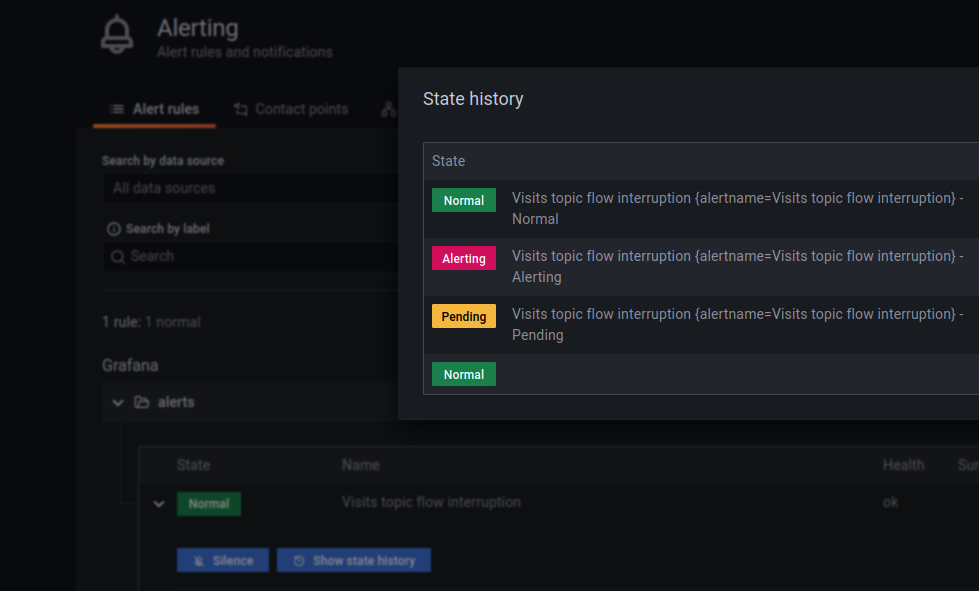 Alerting
Alert rules and notifications
Alert rules
Contact points
State history
Search by data source
All data sources
State
Normal
Visits topic flow interruption {alertname=Visits topic flow interruption} -
Normal
Search by label
Search
Alerting
Visits topic flow interruption {alertname=Visits topic flow interruption} -
Alerting
1 rule: 1 normal
Pending
Visits topic flow interruption {alertname=Visits topic flow interruption} -
Pending
Grafana
Normal
alerts
State Name Health Sur
Normal Visits topic flow interruption ok
Silence Show state history